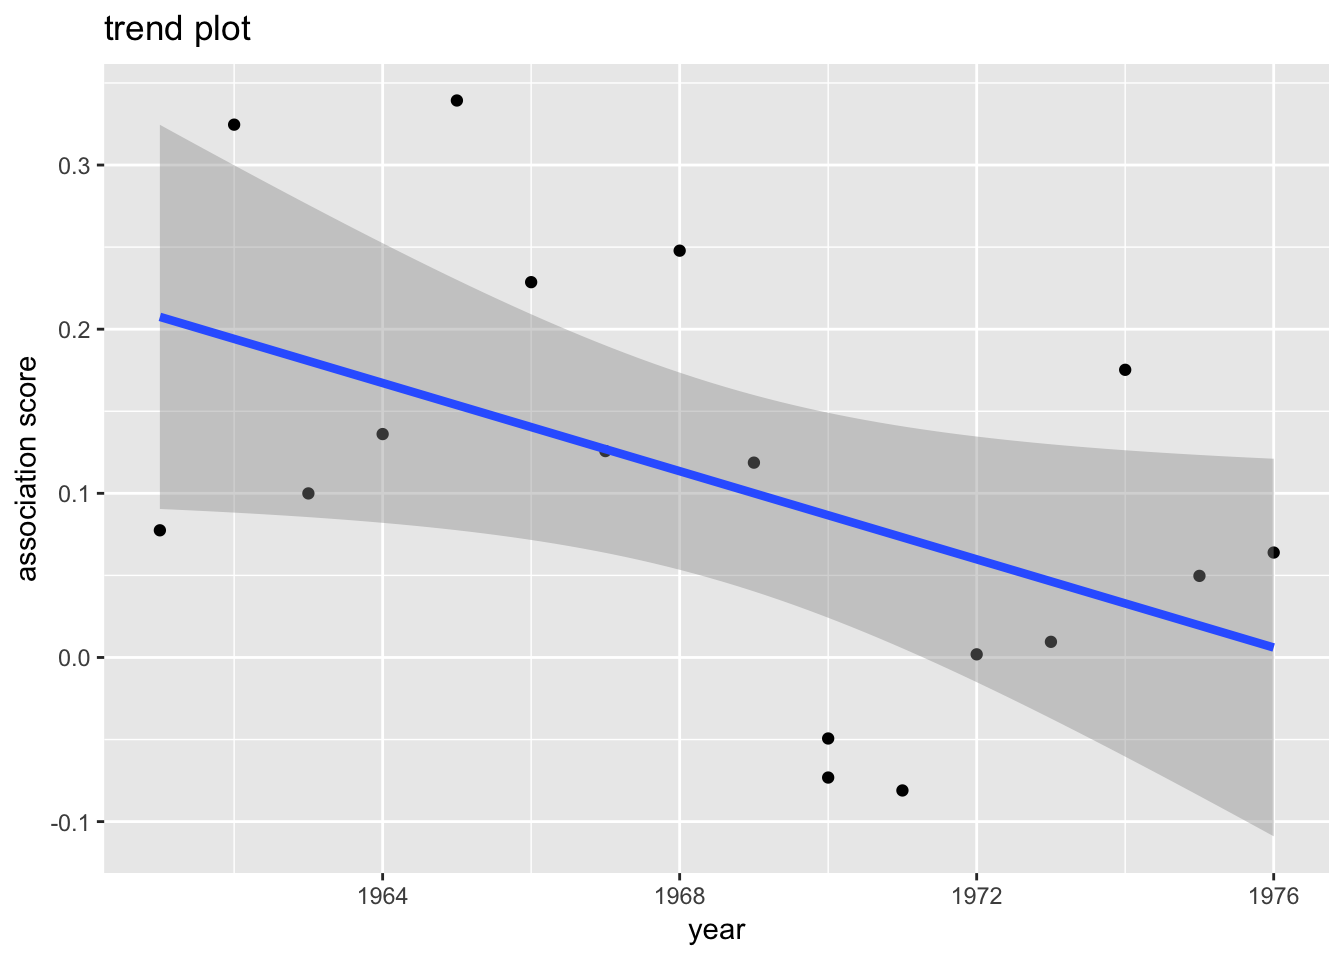 trend plot
association score
0.3
0.2
0.1
0.0
-0.1
1964 1968 1972 1976
year